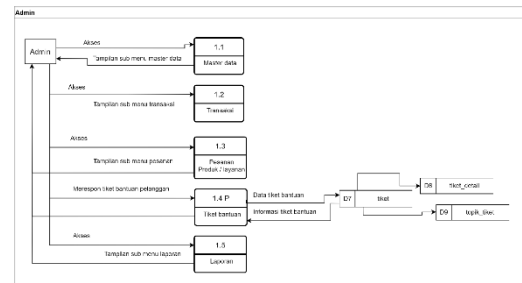 Admin
Admin
Akses
Tampilan sub menu master data
1.1
Master data
Akses
Tampilan sub menu transaksi
1.2
Transaksi
Akses
Tampilan sub menu pesanan
1.3
Pesanan
Produk / layanan
Merespon tiket bantuan pelanggan
1.4 P
Tiket bantuan
Data tiket bantuan
Informasi tiket bantuan
D7 tiket
D8 tiket_detail
D9 topik_tiket
Akses
Tampilan sub menu laporan
1.5
Laporan